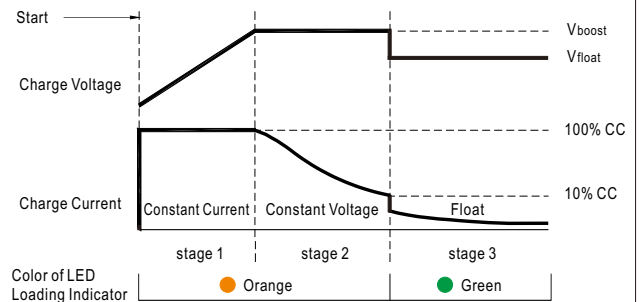 Start
Vboost
Vfloat
Charge Voltage
100% CC
10% CC
Charge Current
Constant Current
Constant Voltage
Float
stage 1
stage 2
stage 3
Color of LED
Loading Indicator
Orange
Green